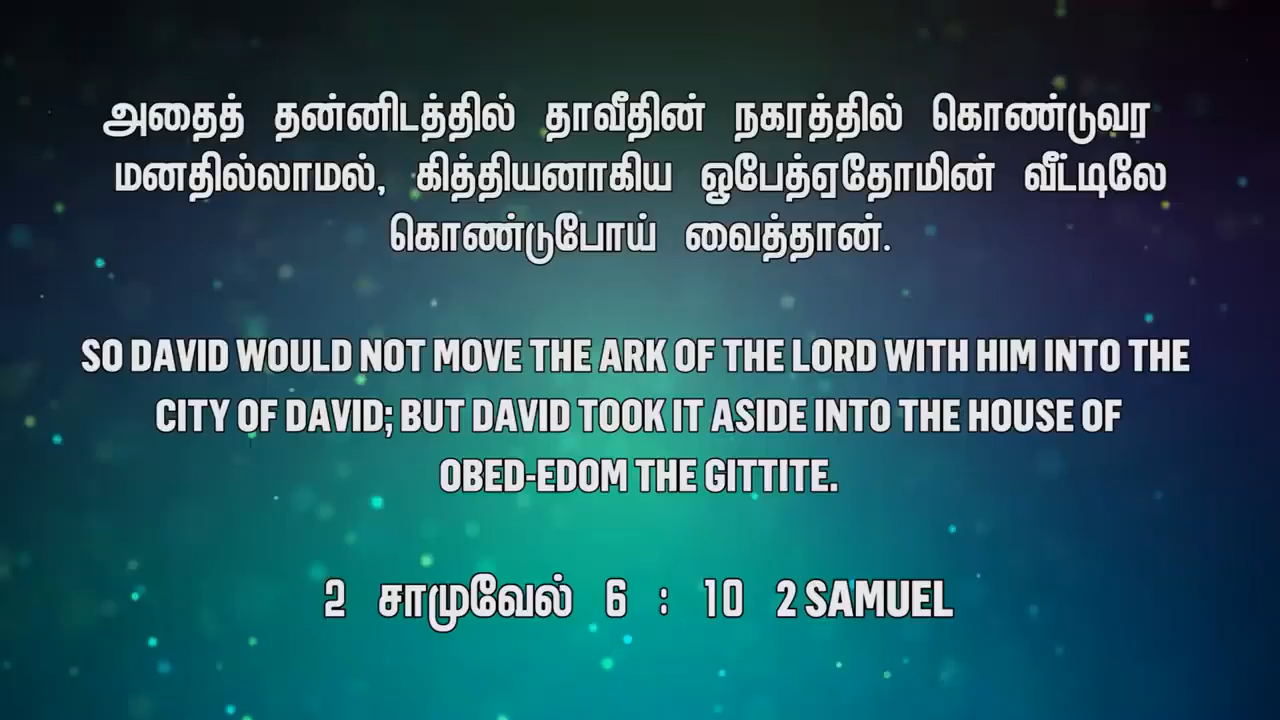 அதைத் தன்னிடத்தில் தாவீதின் நகரத்தில் கொண்டுவர
மனதில்லாமல், கித்தியனாகிய ஓபேத்ஏதோமின் வீட்டிலே
கொண்டுபோய் வைத்தான்.
SO DAVID WOULD NOT MOVE THE ARK OF THE LORD WITH HIM INTO THE
CITY OF DAVID; BUT DAVID TOOK IT ASIDE INTO THE HOUSE OF
OBED-EDOM THE GITTITE.
2 சாமுவேல் 6 : 10 2 SAMUEL